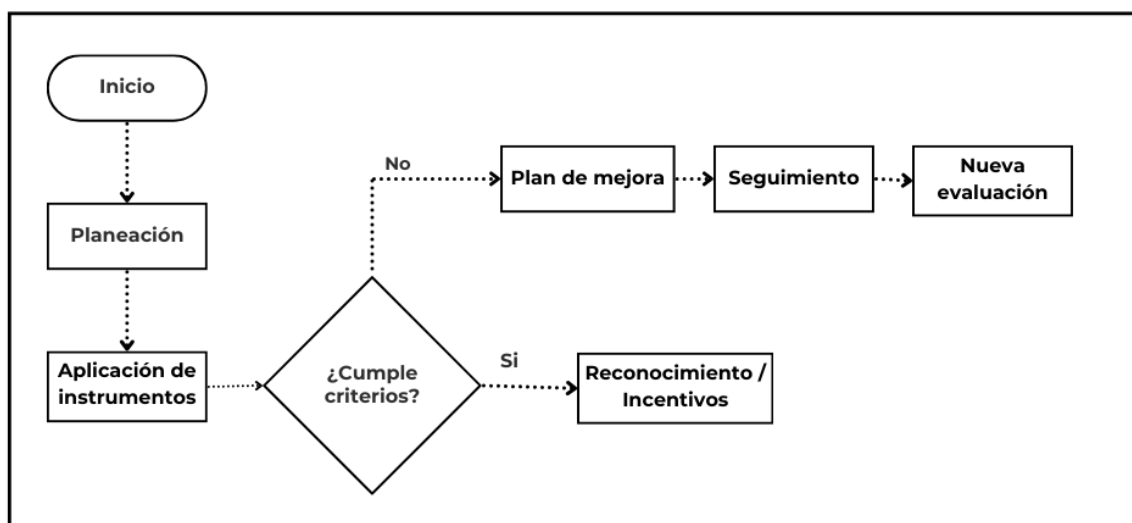 Inicio
Planeación
Aplicación de
instrumentos
¿Cumple
criterios?
No
Plan de mejora
Seguimiento
Nueva
evaluación
Si
Reconocimiento /
Incentivos